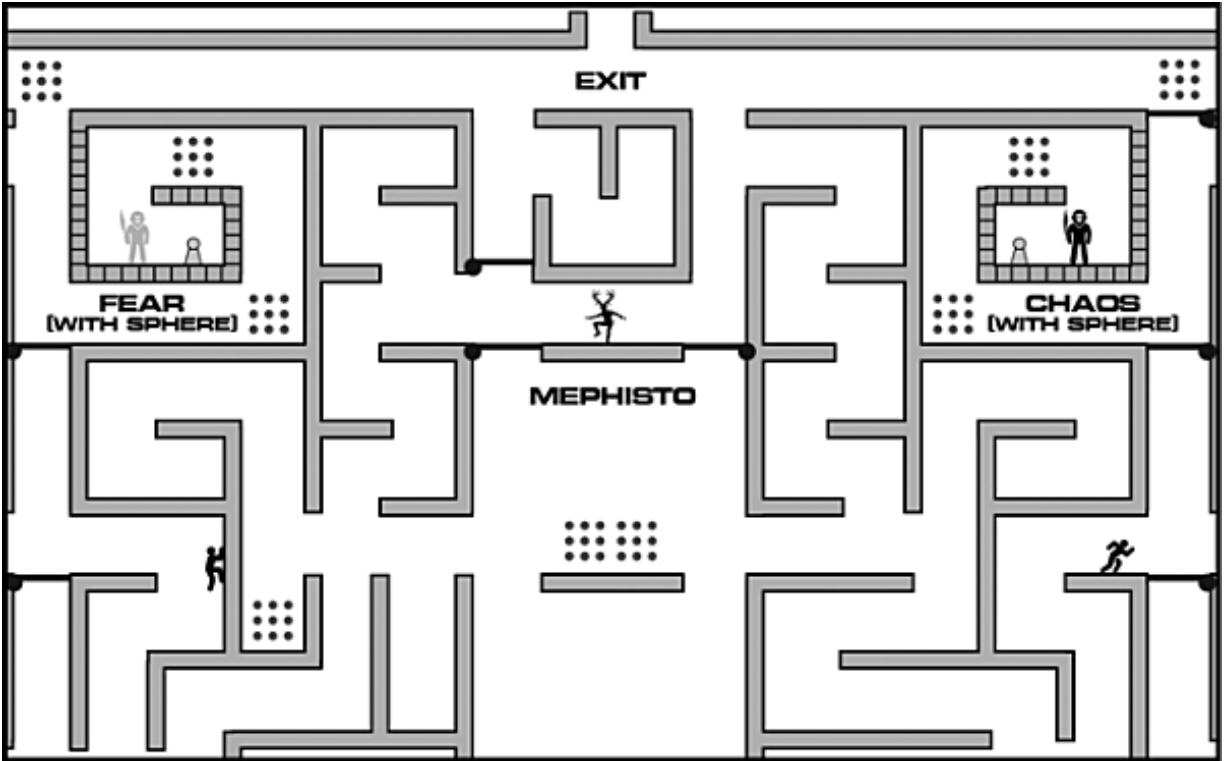 EXIT
FEAR
[WITH SPHERE]
CHAOS
[WITH SPHERE]
MEPHISTO